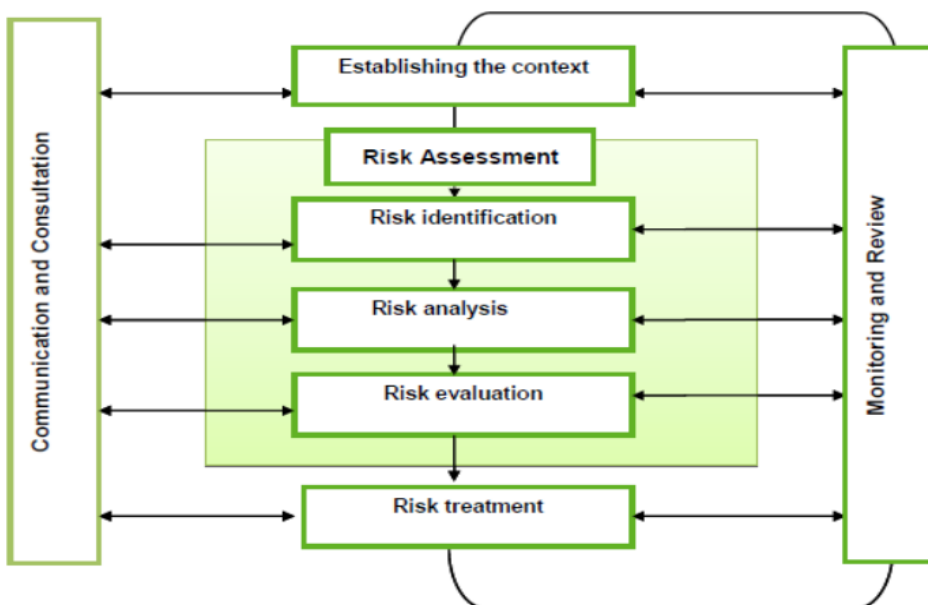 Establishing the context
Risk Assessment
Risk identification
Risk analysis
Risk evaluation
Risk treatment
Communication and Consultation
Monitoring and Review